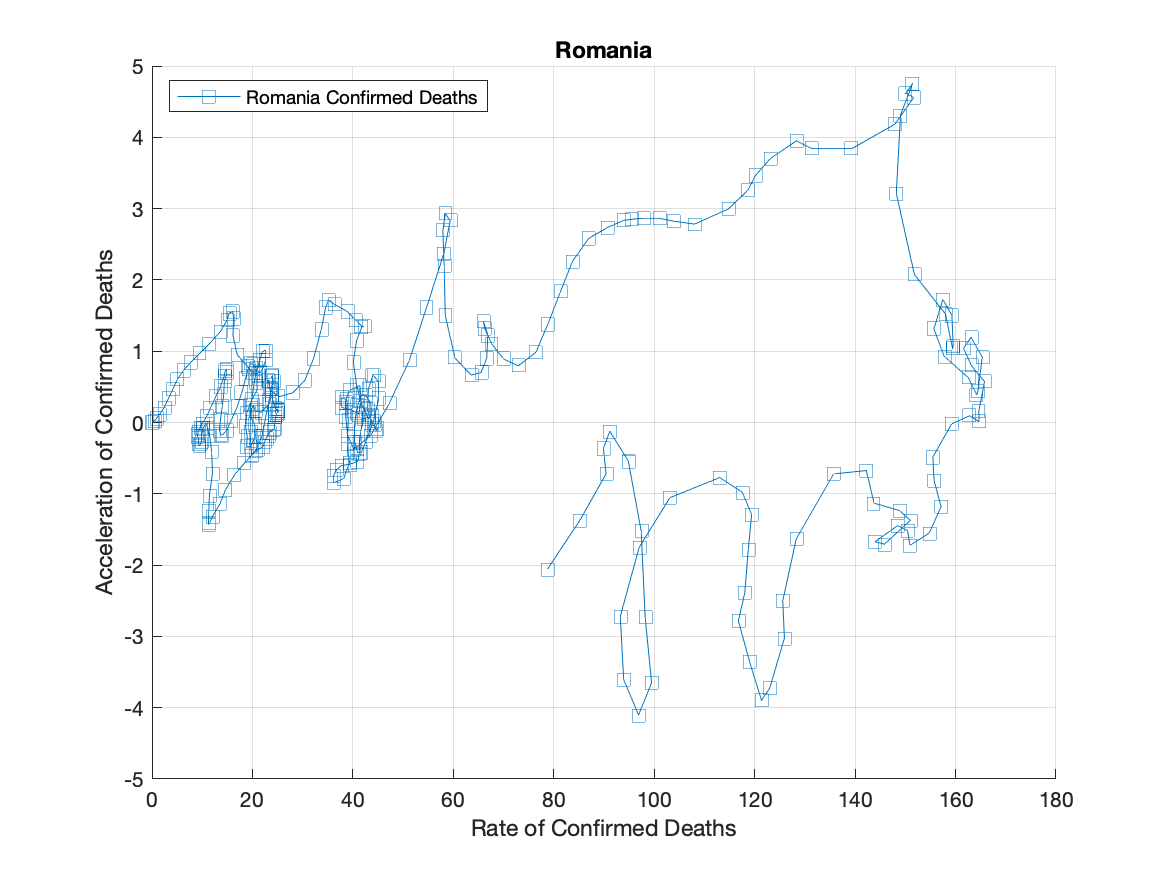 Romania
Romania Confirmed Deaths
Acceleration of Confirmed Deaths
5
4
3
2
1
0
-1
-2
-3
-4
-5
0 20 40 60 80 100 120 140 160 180
Rate of Confirmed Deaths